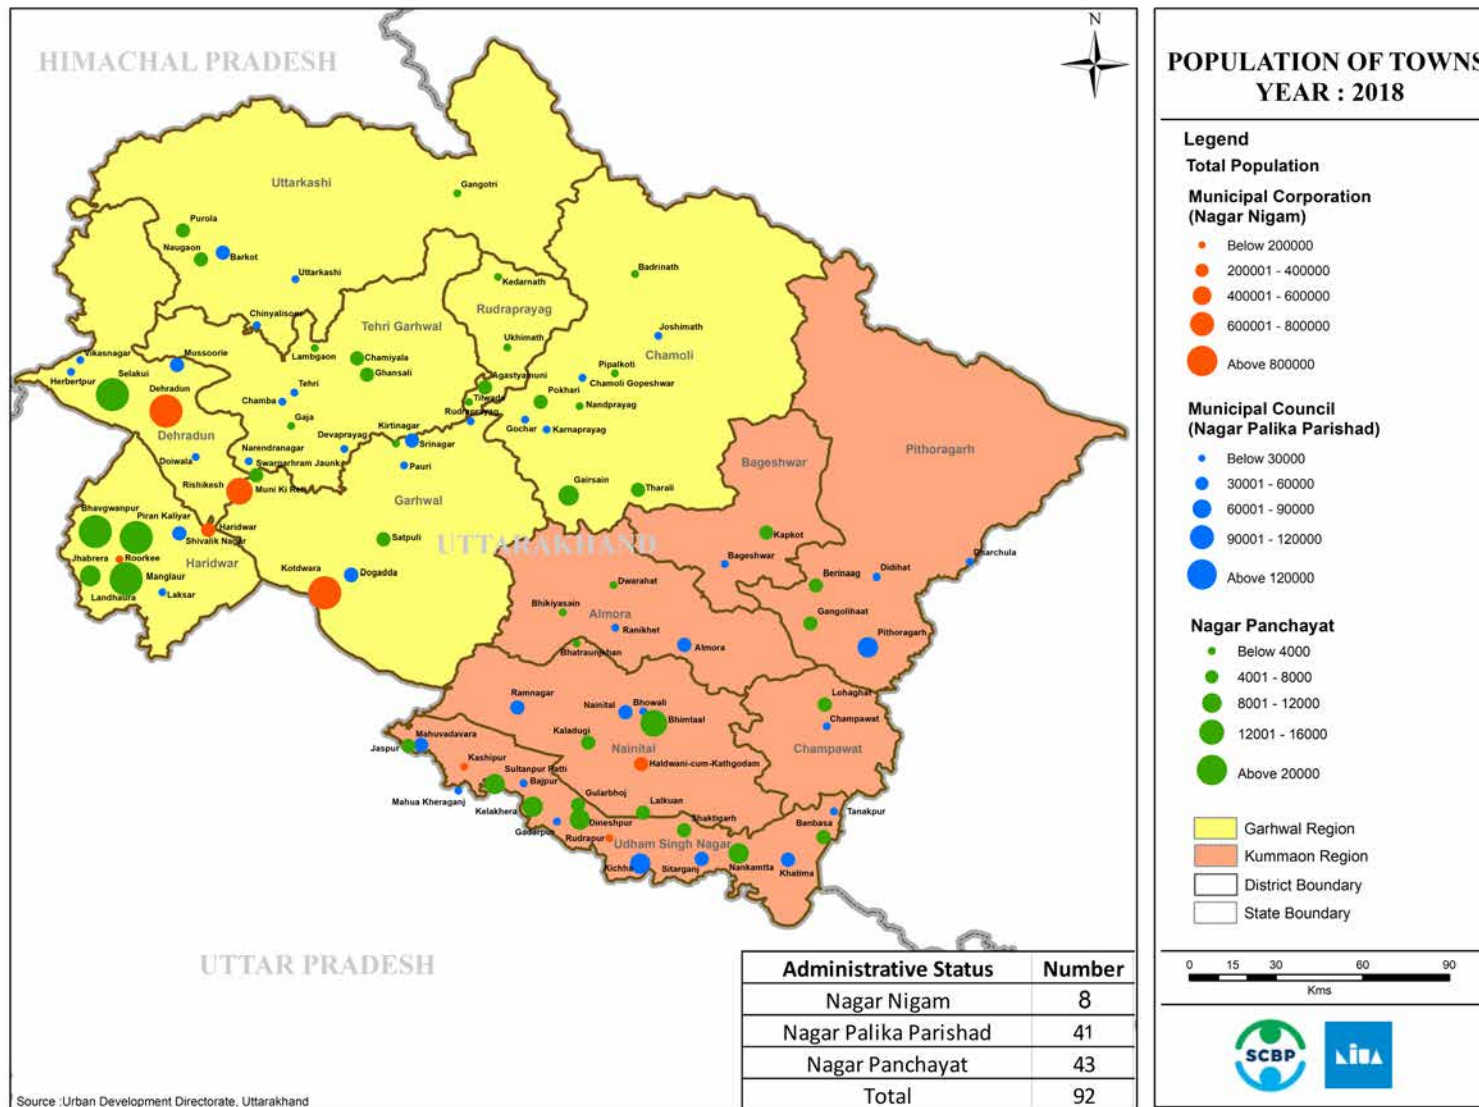 HIMACHAL PRADESH
N
Uttarkashi
Gangotri
Purola
Naugaon
Barkot
Uttarkashi
Badrinath
Kedarnath
Rudraprayag
Chinyalisour
Tehri Garhwal
Joshimath
Chamoli
Lambgaon
Ukhimath
Vikasnagar
Mussoorie
Chamiyala
Ghansali
Pipalkoti
Herbertpur
Selakui
Dehradun
Tehri
Agastyamuni
Chamoli Gopeshwar
Chamba
Tilwada
Pokhari
Nandprayag
Rudraprayag
Gaja
Kirtinagar
Gochar
Karnaprayag
Dehradun
Devaprayag
Srinagar
Narendranagar
Doiwala
Swargarhram Jaunk
Pauri
Bageshwar
Pithoragarh
Rishikesh
Muni Ki Reti
Garhwal
Gairsain
Tharali
Bhavgwanpur
Piran Kaliyar
Haridwar
Shivalik Nagar
Satpuli
UTTARAKHAND
Kapkot
Jhabrera
Roorkee
Haridwar
Bageshwar
Dharchula
Manglaur
Kotdwara
Dogadda
Didihat
Landhaura
Laksar
Dwarahat
Berinaag
Bhikiyasain
Almora
Gangolihaat
Ranikhet
Pithoragarh
Almora
Ramnagar
Nainital
Bhowali
Lohaghat
Bhimtaal
Champawat
Kaladugi
Mahuvadavara
Jaspur
Nainital
Champawat
Kashipur
Haldwani-cum-Kathgodam
Sultanpur Patti
Bajpur
Mahua Kheraganj
Gularbhoj
Kelakhera
Lalkuan
Tanakpur
Gadarpur
Dineshpur
Shaktigarh
Banbasa
Rudrapur
Udham Singh Nagar
Kichha
Sitarganj
Nankamtta
Khatima
UTTAR PRADESH
Administrative Status Number
Nagar Nigam 8
Nagar Palika Parishad 41
Nagar Panchayat 43
Total 92
Source :Urban Development Directorate, Uttarakhand
POPULATION OF TOWNS
YEAR : 2018
Legend
Total Population
Municipal Corporation
(Nagar Nigam)
Below 200000
200001 - 400000
400001 - 600000
600001 - 800000
Above 800000
Municipal Council
(Nagar Palika Parishad)
Below 30000
30001 - 60000
60001 - 90000
90001 - 120000
Above 120000
Nagar Panchayat
Below 4000
4001 - 8000
8001 - 12000
12001 - 16000
Above 20000
Garhwal Region
Kummaon Region
District Boundary
State Boundary
0 15 30 60 90
Kms
SCBP